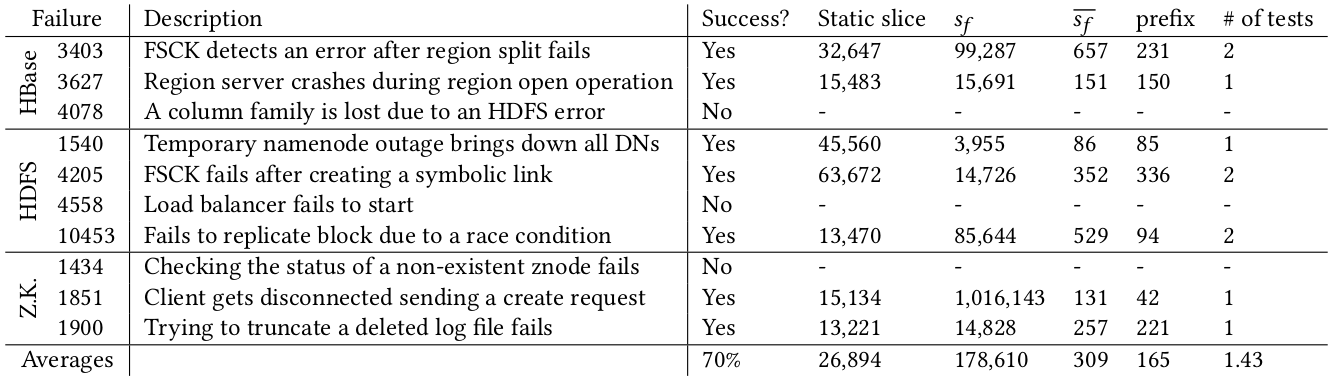 Failure Description Success? Static slice s_f \overline{s_f} prefix # of tests
HBase
3403 FSCK detects an error after region split fails Yes 32,647 99,287 657 231 2
3627 Region server crashes during region open operation Yes 15,483 15,691 151 150 1
4078 A column family is lost due to an HDFS error No - - - - -
HDFS
1540 Temporary namenode outage brings down all DNs Yes 45,560 3,955 86 85 1
4205 FSCK fails after creating a symbolic link Yes 63,672 14,726 352 336 2
4558 Load balancer fails to start No - - - - -
10453 Fails to replicate block due to a race condition Yes 13,470 85,644 529 94 2
Z.K.
1434 Checking the status of a non-existent znode fails No - - - - -
1851 Client gets disconnected sending a create request Yes 15,134 1,016,143 131 42 1
1900 Trying to truncate a deleted log file fails Yes 13,221 14,828 257 221 1
Averages 70% 26,894 178,610 309 165 1.43